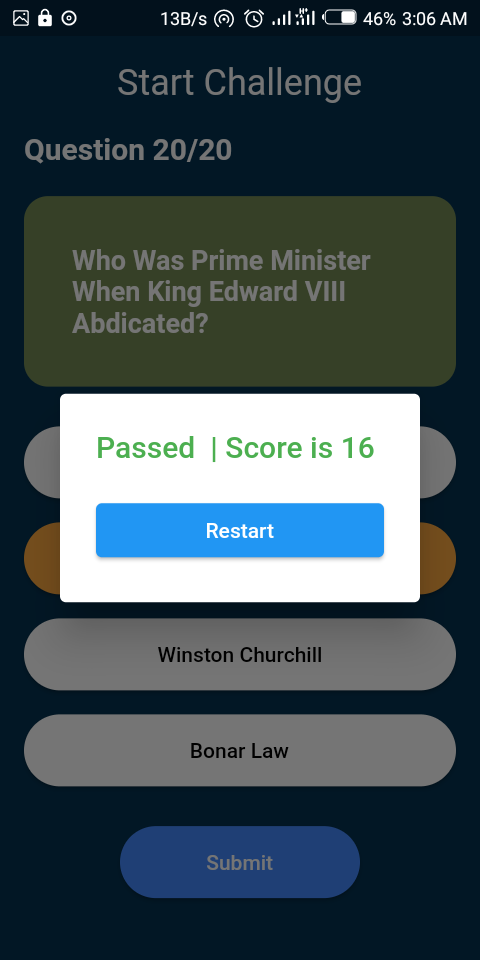 13B/s 46% 3:06 AM
Start Challenge
Question 20/20
Who Was Prime Minister
When King Edward VIII
Abdicated?
Passed | Score is 16
Restart
Winston Churchill
Bonar Law
Submit